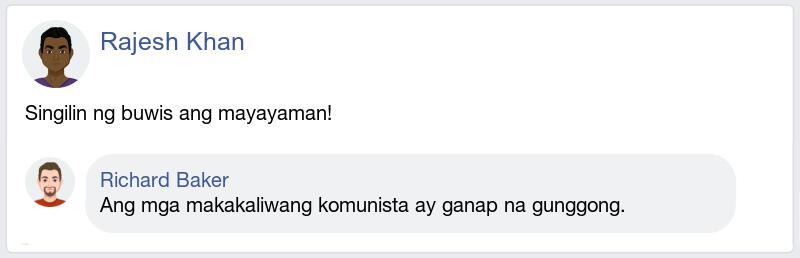 Rajesh Khan
Singilin ng buwis ang mayayaman!
Richard Baker
Ang mga makakaliwang komunista ay ganap na gunggong.